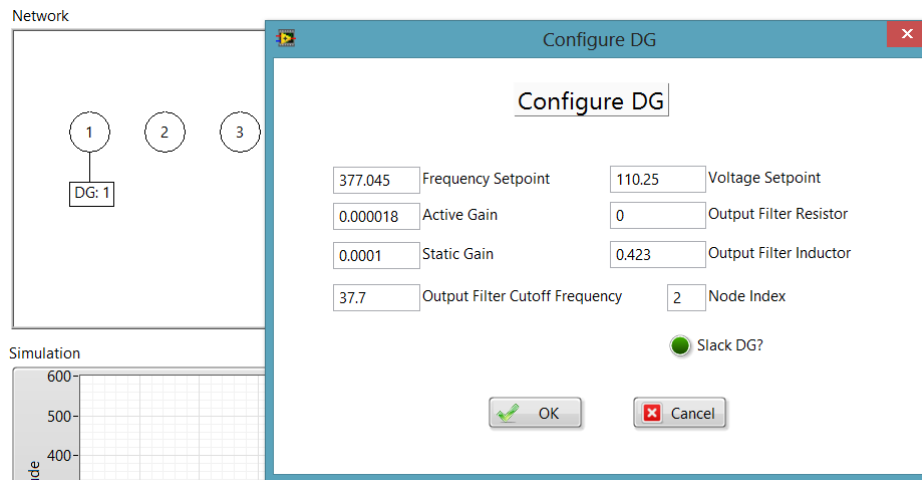 Network
Configure DG
Configure DG
1
2
3
DG: 1
377.045 Frequency Setpoint
110.25 Voltage Setpoint
0.000018 Active Gain
0 Output Filter Resistor
0.0001 Static Gain
0.423 Output Filter Inductor
37.7 Output Filter Cutoff Frequency
2 Node Index
Slack DG?
OK
Cancel
Simulation
600
500
400